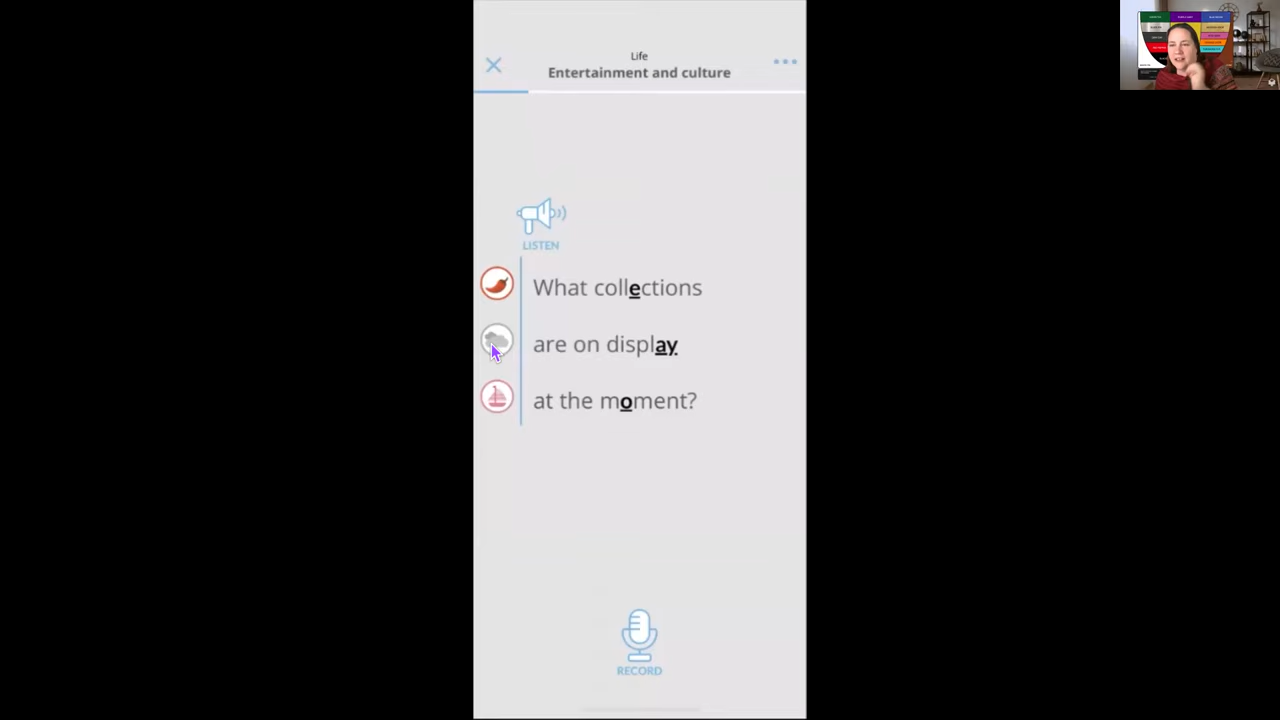 Life
Entertainment and culture
LISTEN
What collections
are on display
at the moment?
RECORD